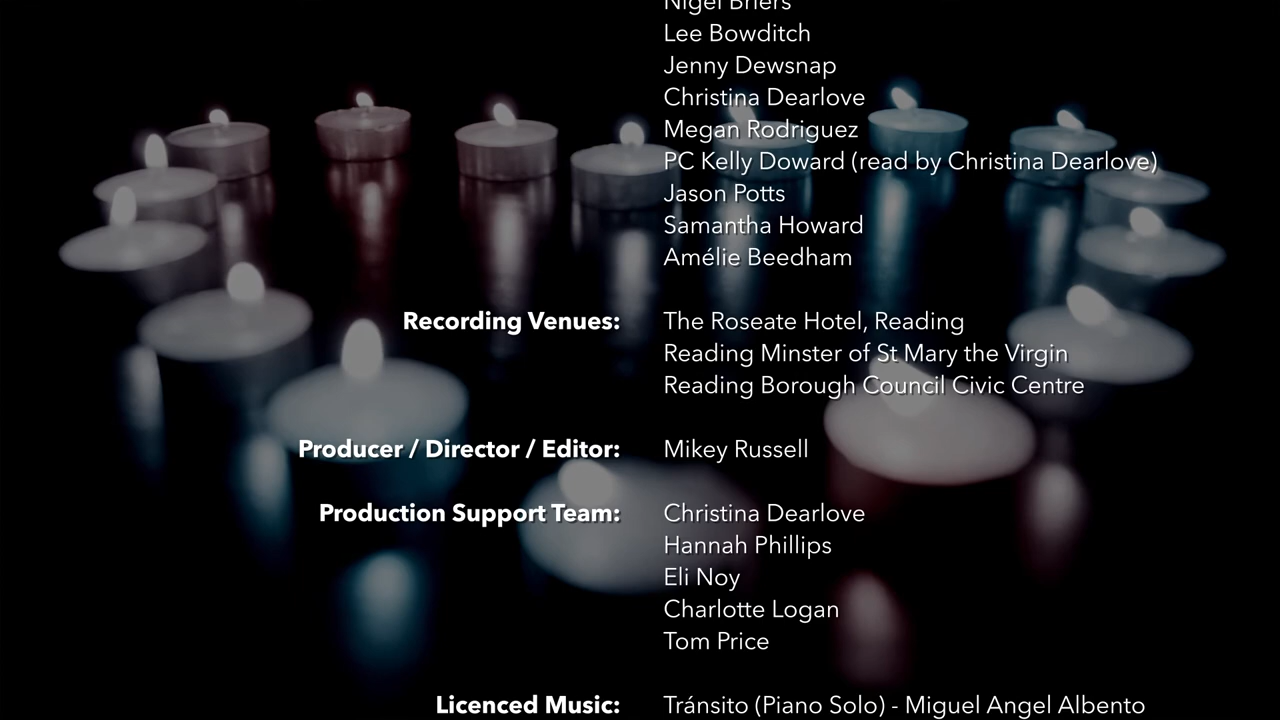 Nigel Briers
Lee Bowditch
Jenny Dewsnap
Christina Dearlove
Megan Rodriguez
PC Kelly Doward (read by Christina Dearlove)
Jason Potts
Samantha Howard
Amélie Beedham
Recording Venues: The Roseate Hotel, Reading
Reading Minster of St Mary the Virgin
Reading Borough Council Civic Centre
Producer / Director / Editor: Mikey Russell
Production Support Team: Christina Dearlove
Hannah Phillips
Eli Noy
Charlotte Logan
Tom Price
Licenced Music: Tránsito (Piano Solo) - Miguel Angel Albento